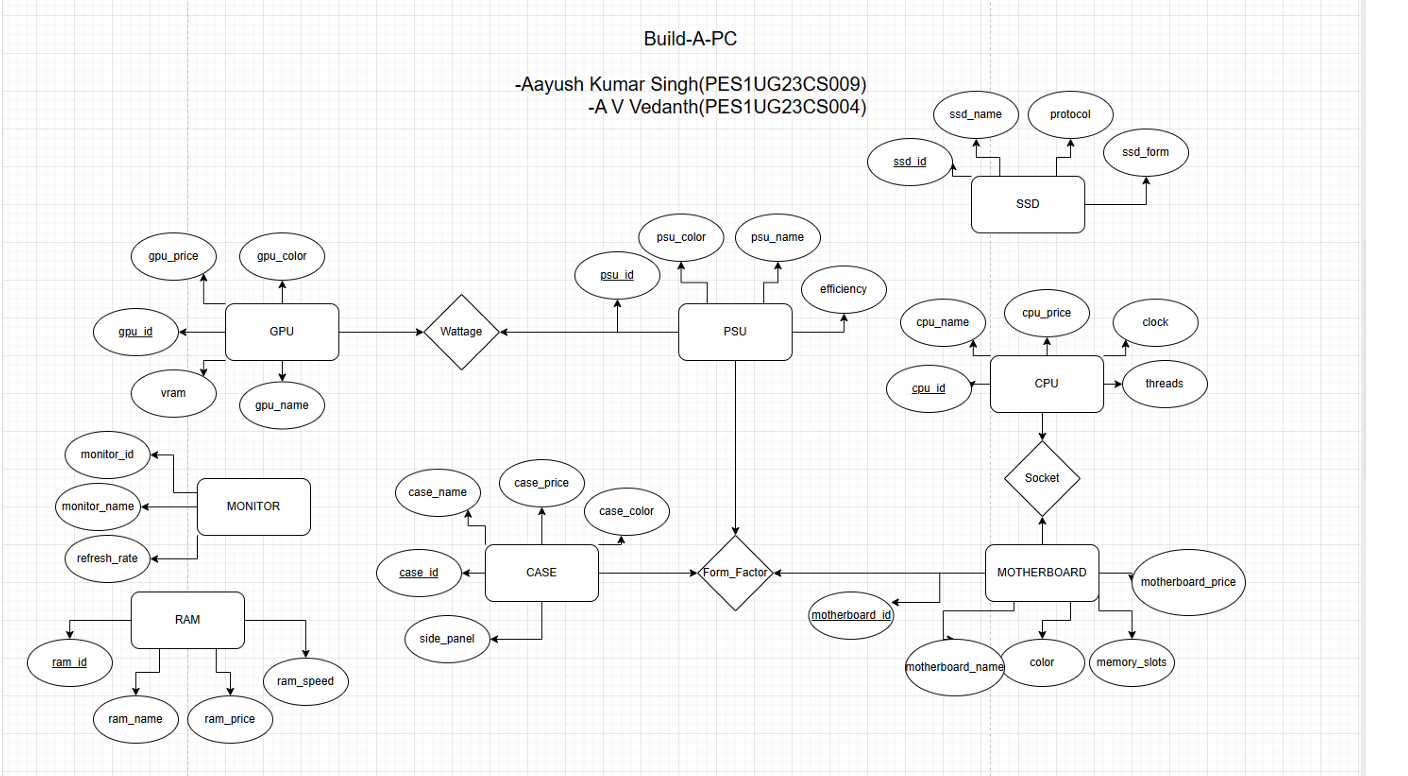 Build-A-PC
-Aayush Kumar Singh(PES1UG23CS009)
-A V Vedanth(PES1UG23CS004)
ssd_name
protocol
ssd_id
ssd_form
SSD
gpu_price
gpu_color
gpu_id
GPU
vram
gpu_name
Wattage
psu_color
psu_name
psu_id
efficiency
PSU
cpu_name
cpu_price
clock
cpu_id
CPU
threads
Socket
monitor_id
monitor_name
MONITOR
refresh_rate
case_name
case_price
case_color
case_id
CASE
side_panel
Form_Factor
MOTHERBOARD
motherboard_price
motherboard_id
motherboard_name
color
memory_slots
RAM
ram_id
ram_speed
ram_name
ram_price